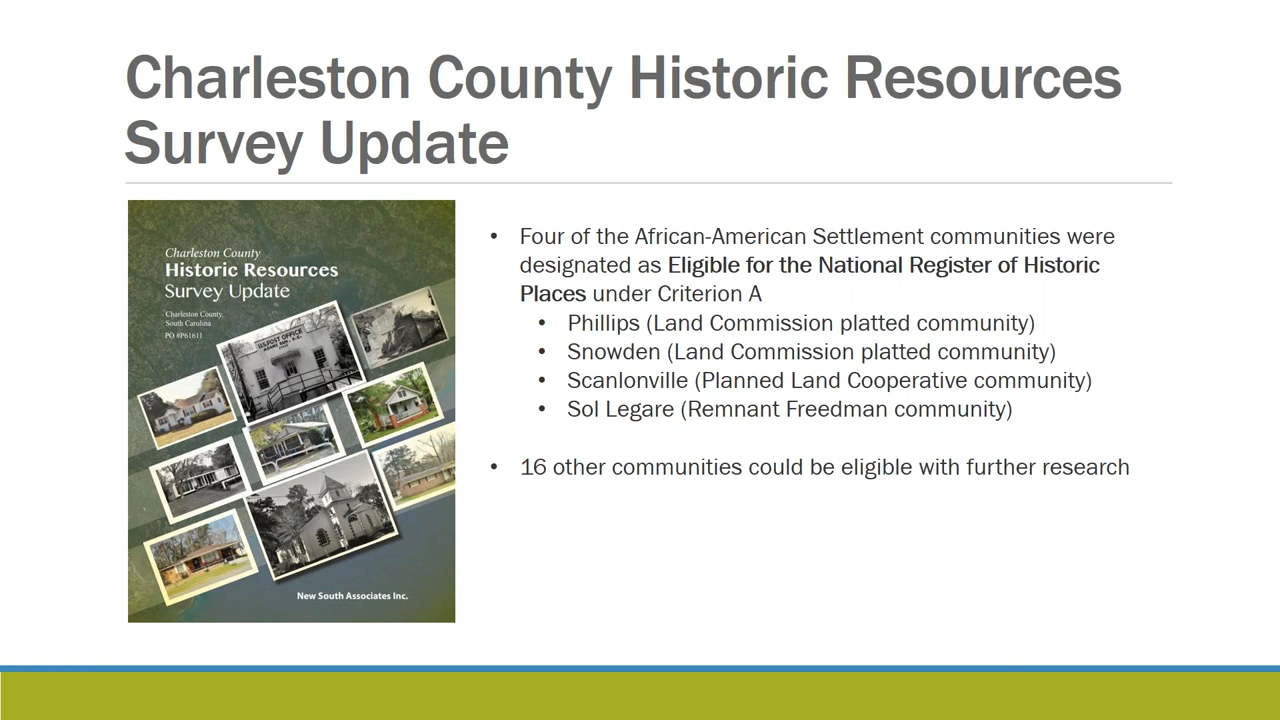 Charleston County Historic Resources
Survey Update
Charleston County
Historic Resources
Survey Update
Charleston County,
South Carolina
PO #P61611
U.S. POST OFFICE
New South Associates Inc.
• Four of the African-American Settlement communities were
designated as Eligible for the National Register of Historic
Places under Criterion A
• Phillips (Land Commission platted community)
• Snowden (Land Commission platted community)
• Scanlonville (Planned Land Cooperative community)
• Sol Legare (Remnant Freedman community)
• 16 other communities could be eligible with further research